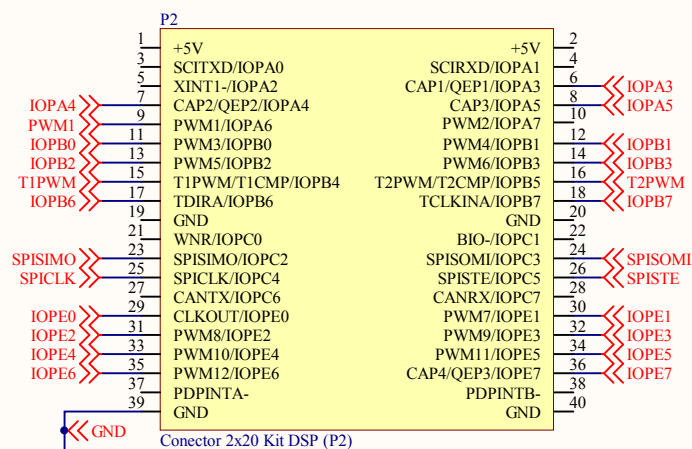 P2
1 +5V +5V 2
3 SCITXD/IOPA0 SCIRXD/IOPA1 4
5 XINT1-/IOPA2 CAP1/QEP1/IOPA3 6 IOPA3
IOPA4 7 CAP2/QEP2/IOPA4 CAP3/IOPA5 8 IOPA5
PWM1 9 PWM1/IOPA6 PWM2/IOPA7 10
IOPB0 11 PWM3/IOPB0 PWM4/IOPB1 12 IOPB1
IOPB2 13 PWM5/IOPB2 PWM6/IOPB3 14 IOPB3
T1PWM 15 T1PWM/T1CMP/IOPB4 T2PWM/T2CMP/IOPB5 16 T2PWM
IOPB6 17 TDIRA/IOPB6 TCLKINA/IOPB7 18 IOPB7
19 GND GND 20
21 WNR/IOPC0 BIO-/IOPC1 22
SPISIMO 23 SPISIMO/IOPC2 SPISOMI/IOPC3 24 SPISOMI
SPICLK 25 SPICLK/IOPC4 SPISTE/IOPC5 26 SPISTE
27 CANTX/IOPC6 CANRX/IOPC7 28
IOPE0 29 CLKOUT/IOPE0 PWM7/IOPE1 30 IOPE1
IOPE2 31 PWM8/IOPE2 PWM9/IOPE3 32 IOPE3
IOPE4 33 PWM10/IOPE4 PWM11/IOPE5 34 IOPE5
IOPE6 35 PWM12/IOPE6 CAP4/QEP3/IOPE7 36 IOPE7
37 PDPINTA- PDPINTB- 38
39 GND GND 40
GND
Conector 2x20 Kit DSP (P2)